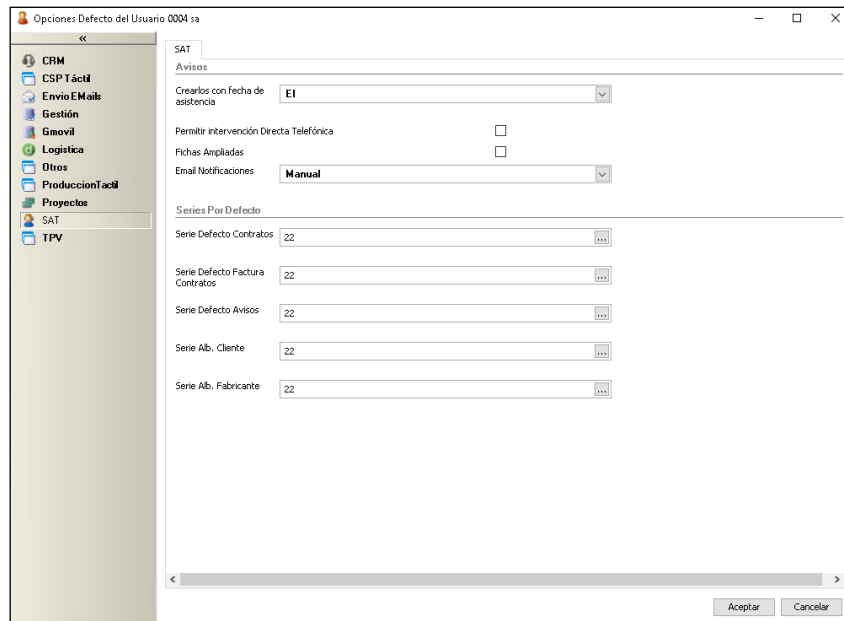 Opciones Defecto del Usuario 0004 sa
«
CRM
CSP Táctil
Envio EMails
Gestión
Gmovil
Logistica
Otros
ProduccionTactil
Proyectos
SAT
TPV
SAT
Avisos
Crearlos con fecha de
asistencia
El
Permitir intervención Directa Telefónica
Fichas Ampliadas
Email Notificaciones
Manual
Series Por Defecto
Serie Defecto Contratos
22
...
Serie Defecto Factura
Contratos
22
...
Serie Defecto Avisos
22
...
Serie Alb. Cliente
22
...
Serie Alb. Fabricante
22
...
Aceptar
Cancelar